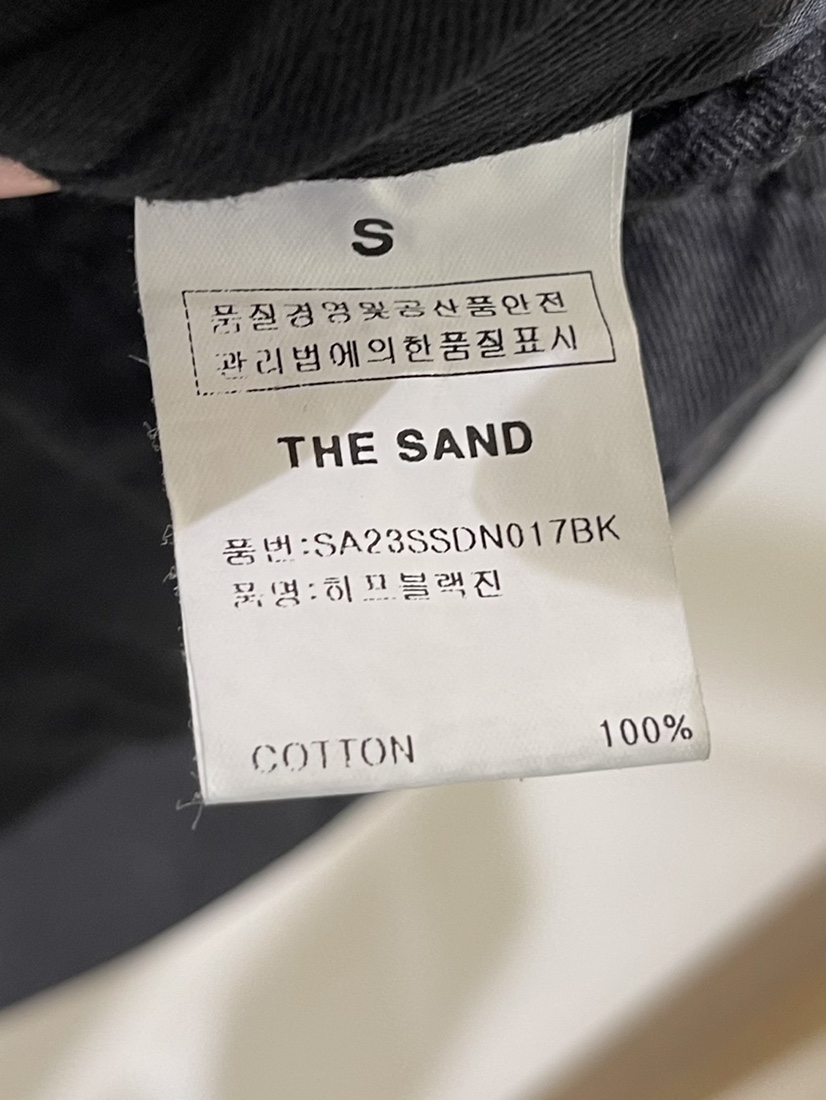 S
품질경영및공산품안전
관리법에의한품질표시
THE SAND
품번:SA23SSDN017BK
품명:히프블랙진
COTTON 100%